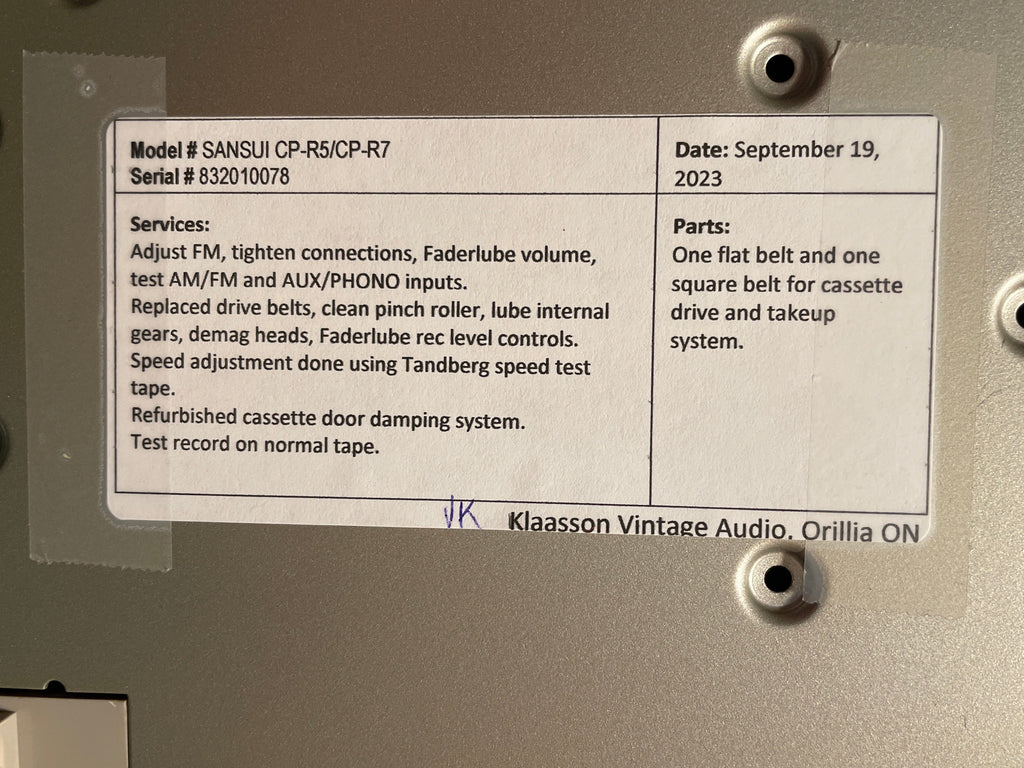 Model # SANSUI CP-R5/CP-R7
Serial # 832010078
Date: September 19,
2023
Services:
Adjust FM, tighten connections, Faderlube volume,
test AM/FM and AUX/PHONO inputs.
Replaced drive belts, clean pinch roller, lube internal
gears, demag heads, Faderlube rec level controls.
Speed adjustment done using Tandberg speed test
tape.
Refurbished cassette door damping system.
Test record on normal tape.
Parts:
One flat belt and one
square belt for cassette
drive and takeup
system.
VK
Klaasson Vintage Audio, Orillia ON